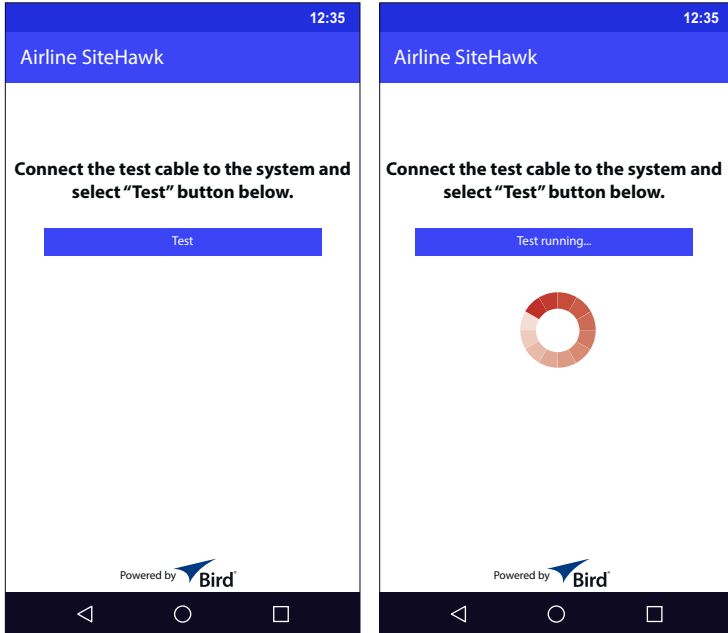 12:35
Airline SiteHawk
Connect the test cable to the system and
select “Test” button below.
Test
Powered by Bird
12:35
Airline SiteHawk
Connect the test cable to the system and
select “Test” button below.
Test running...
Powered by Bird